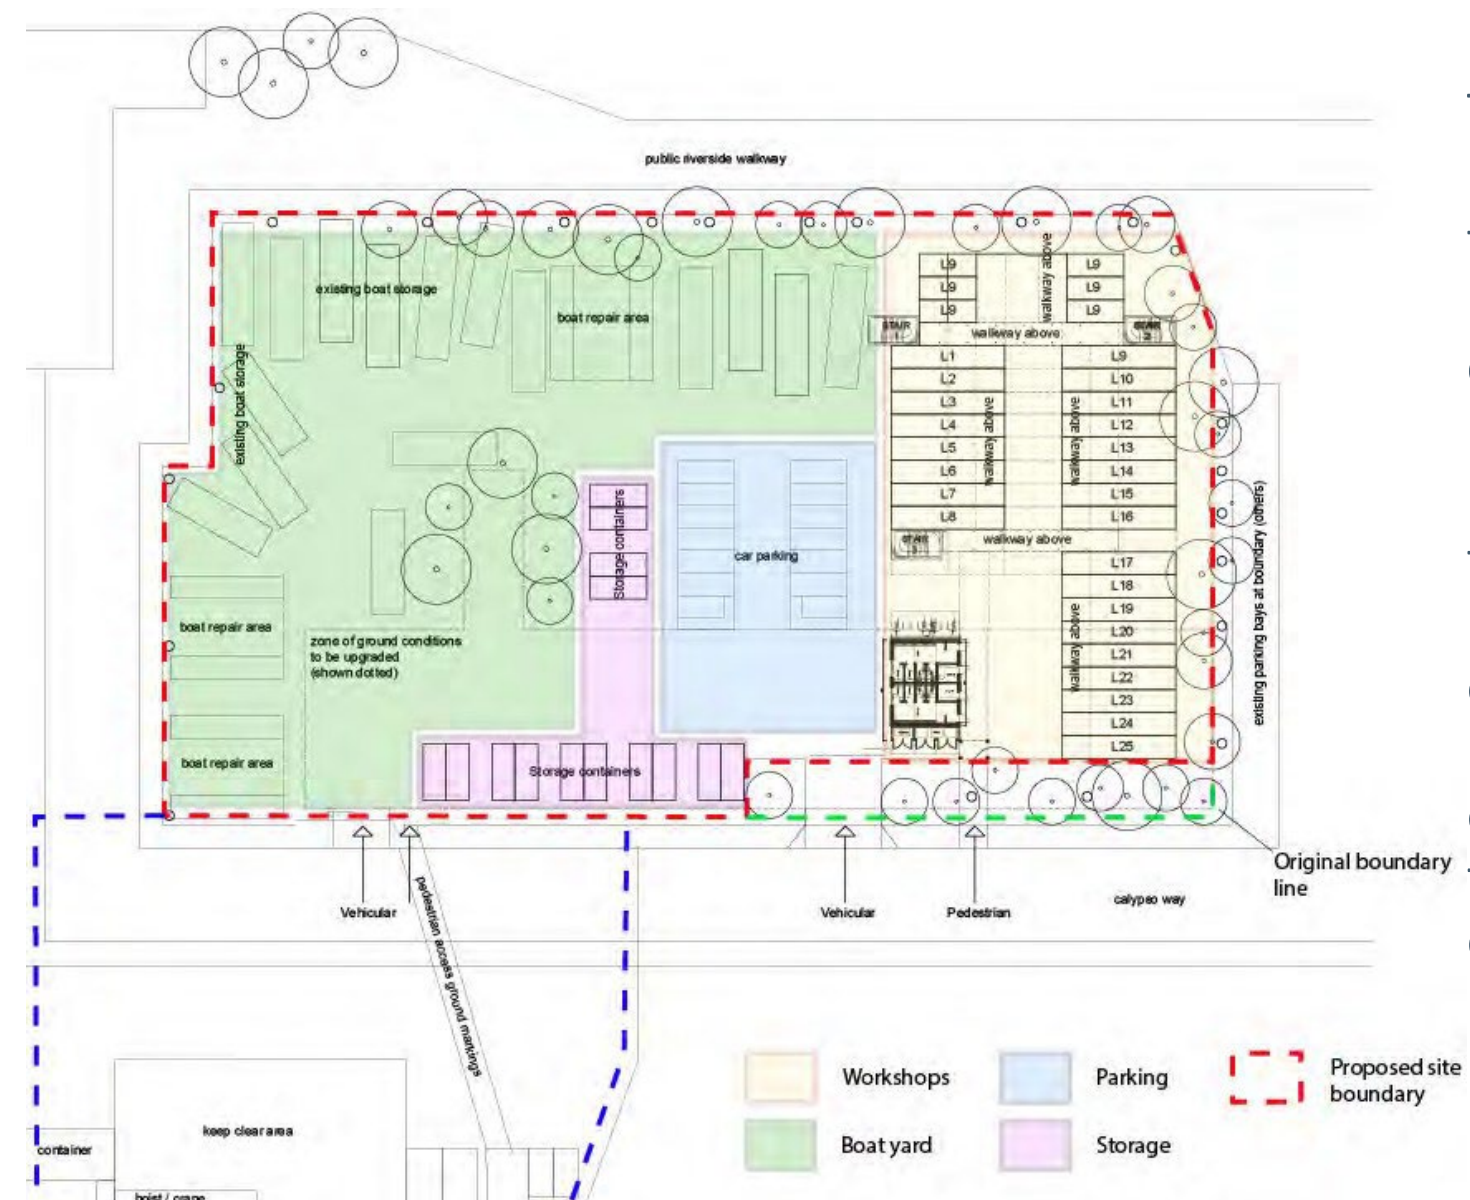 public riverside walkway
existing boat storage
boat repair area
existing boat storage
walkway above
L9
L9
L9
L9
L9
L9
STAIR
1
walkway above
STAIR
2
L1
L2
L3
L4
L5
L6
L7
L8
walkway above
walkway above
L9
L10
L11
L12
L13
L14
L15
L16
STAIR
3
walkway above
L17
L18
L19
L20
L21
L22
L23
L24
L25
walkway above
existing parking bays at boundary (others)
Storage containers
car parking
boat repair area
zone of ground conditions
to be upgraded
(shown dotted)
boat repair area
Storage containers
Vehicular
pedestrian access ground markings
Vehicular
Pedestrian
calypso way
Original boundary
line
keep clear area
container
hoist / crane
Workshops
Parking
Proposed site
boundary
Boat yard
Storage